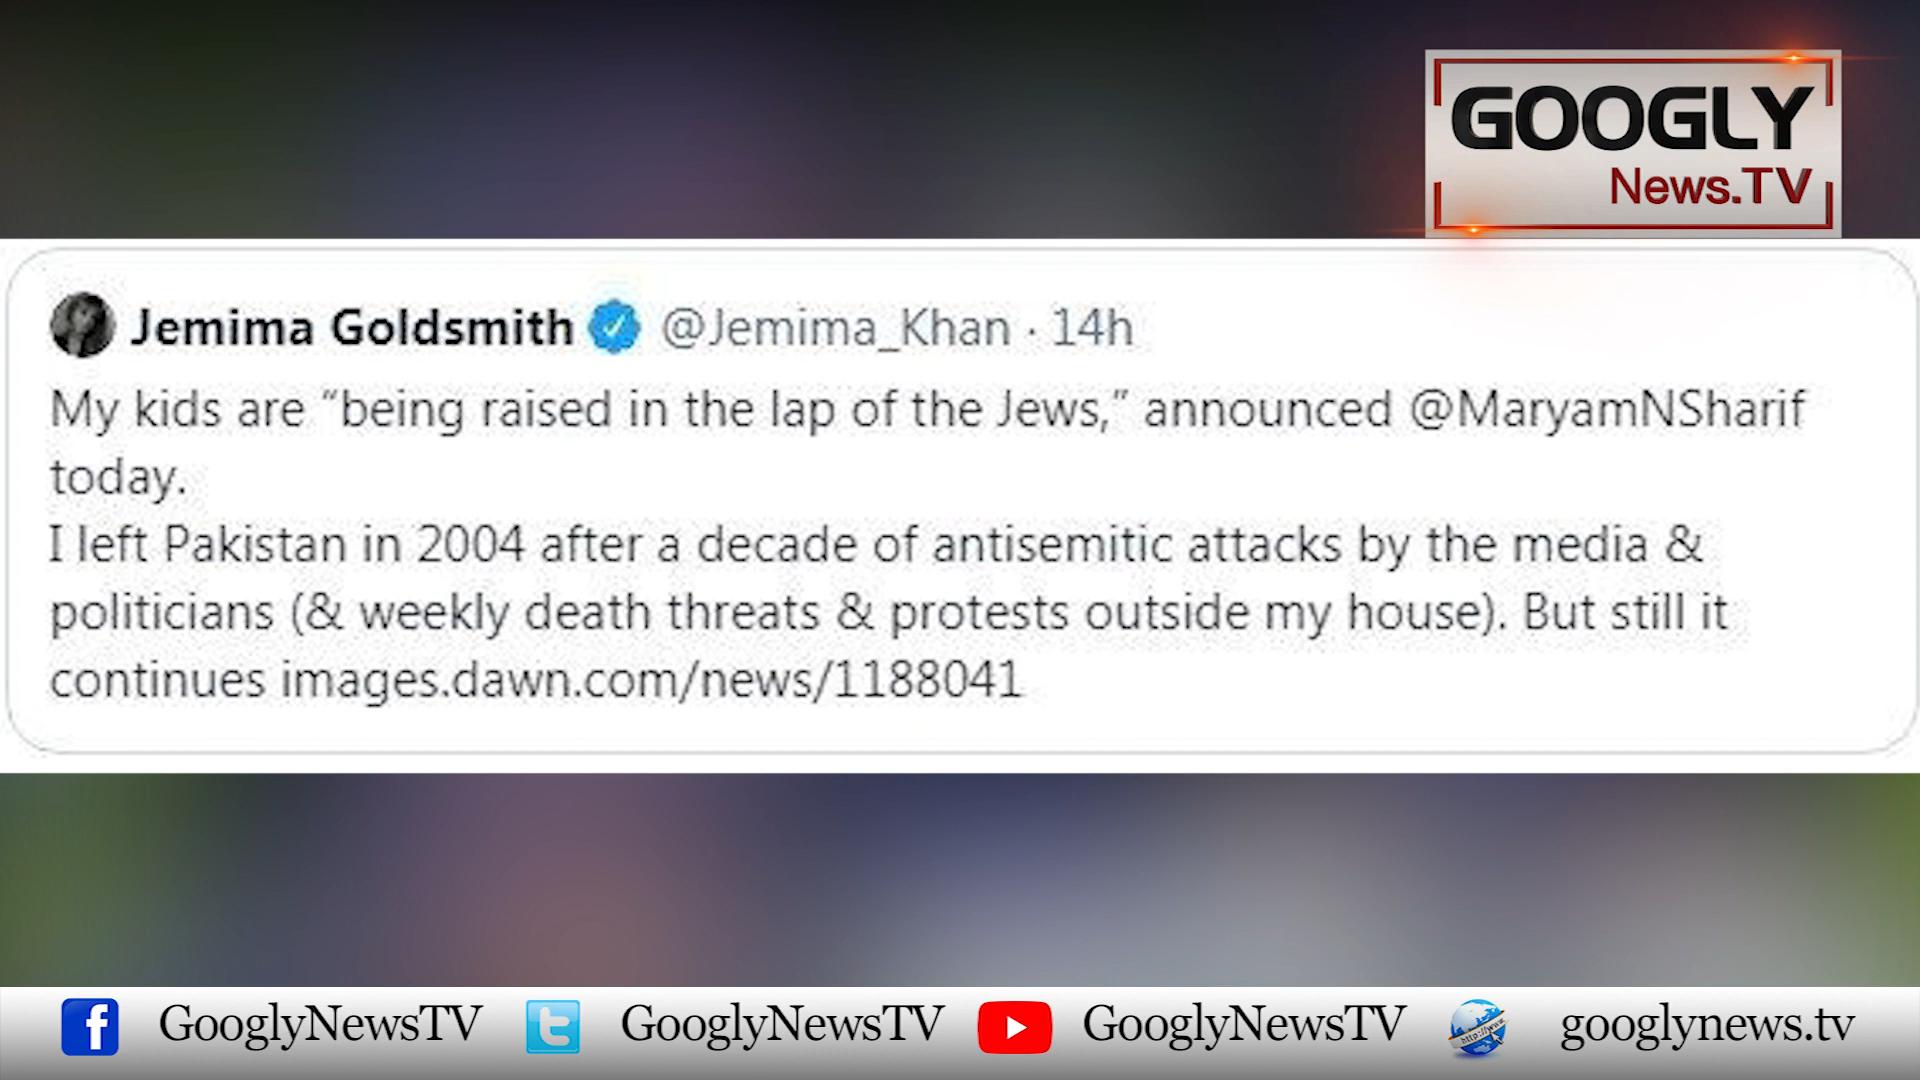 GOOGLY
News.TV
Jemima Goldsmith @Jemima_Khan · 14h
My kids are “being raised in the lap of the Jews,” announced @MaryamNSharif
today.
I left Pakistan in 2004 after a decade of antisemitic attacks by the media &
politicians (& weekly death threats & protests outside my house). But still it
continues images.dawn.com/news/1188041
GooglyNewsTV GooglyNewsTV GooglyNewsTV http://www. googlynews.tv